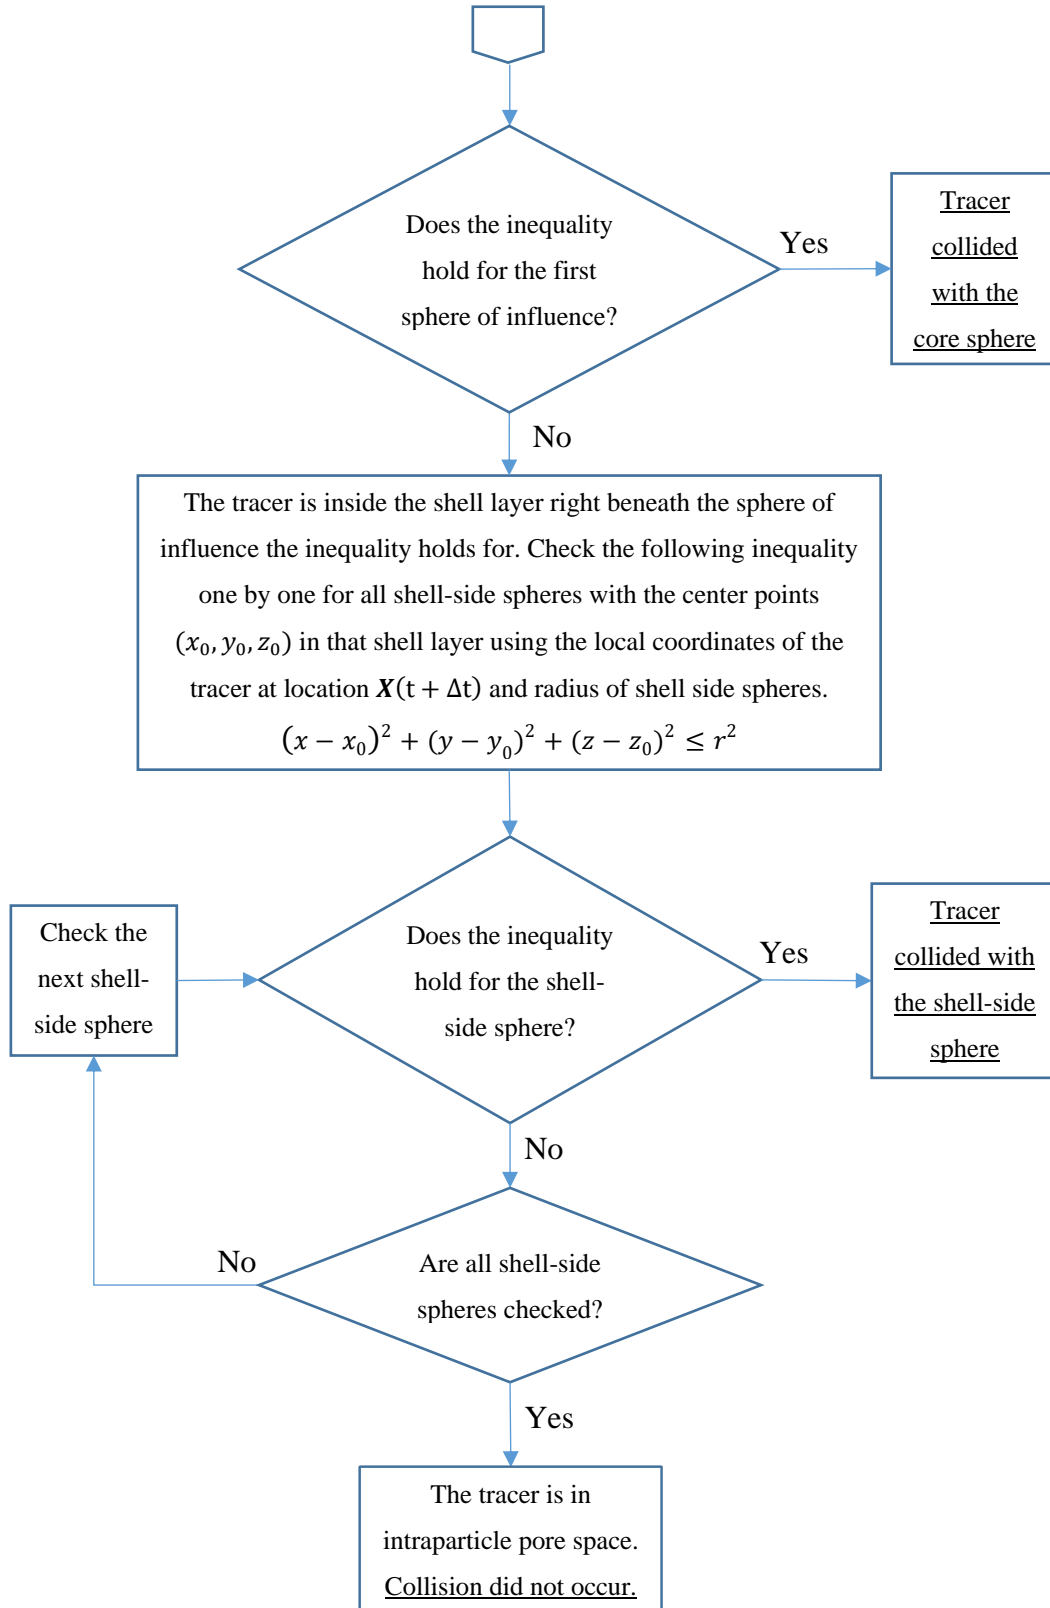 Does the inequality
hold for the first
sphere of influence?
Yes
Tracer
collided
with the
core sphere
No
The tracer is inside the shell layer right beneath the sphere of
influence the inequality holds for. Check the following inequality
one by one for all shell-side spheres with the center points
(x₀, y₀, z₀) in that shell layer using the local coordinates of the
tracer at location X(t + Δt) and radius of shell side spheres.
(x − x₀)² + (y − y₀)² + (z − z₀)² ≤ r²
Check the
next shell-
side sphere
Does the inequality
hold for the shell-
side sphere?
Yes
Tracer
collided with
the shell-side
sphere
No
No
Are all shell-side
spheres checked?
Yes
The tracer is in
intraparticle pore space.
Collision did not occur.